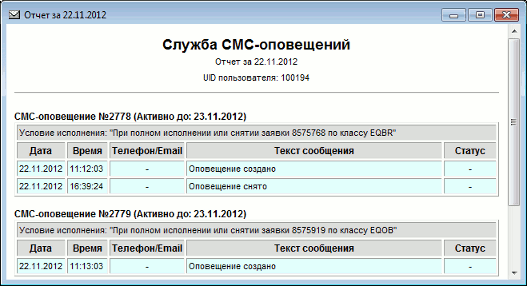 Отчет за 22.11.2012
Служба СМС-оповещений
Отчет за 22.11.2012
UID пользователя: 100194
СМС-оповещение №2778 (Активно до: 23.11.2012)
Условие исполнения: "При полном исполнении или снятии заявки 8575768 по классу EQBR"
Дата Время Телефон/Email Текст сообщения Статус
22.11.2012 11:12:03 - Оповещение создано -
22.11.2012 16:39:24 - Оповещение снято -
СМС-оповещение №2779 (Активно до: 23.11.2012)
Условие исполнения: "При полном исполнении или снятии заявки 8575919 по классу EQOB"
Дата Время Телефон/Email Текст сообщения Статус
22.11.2012 11:13:03 - Оповещение создано -